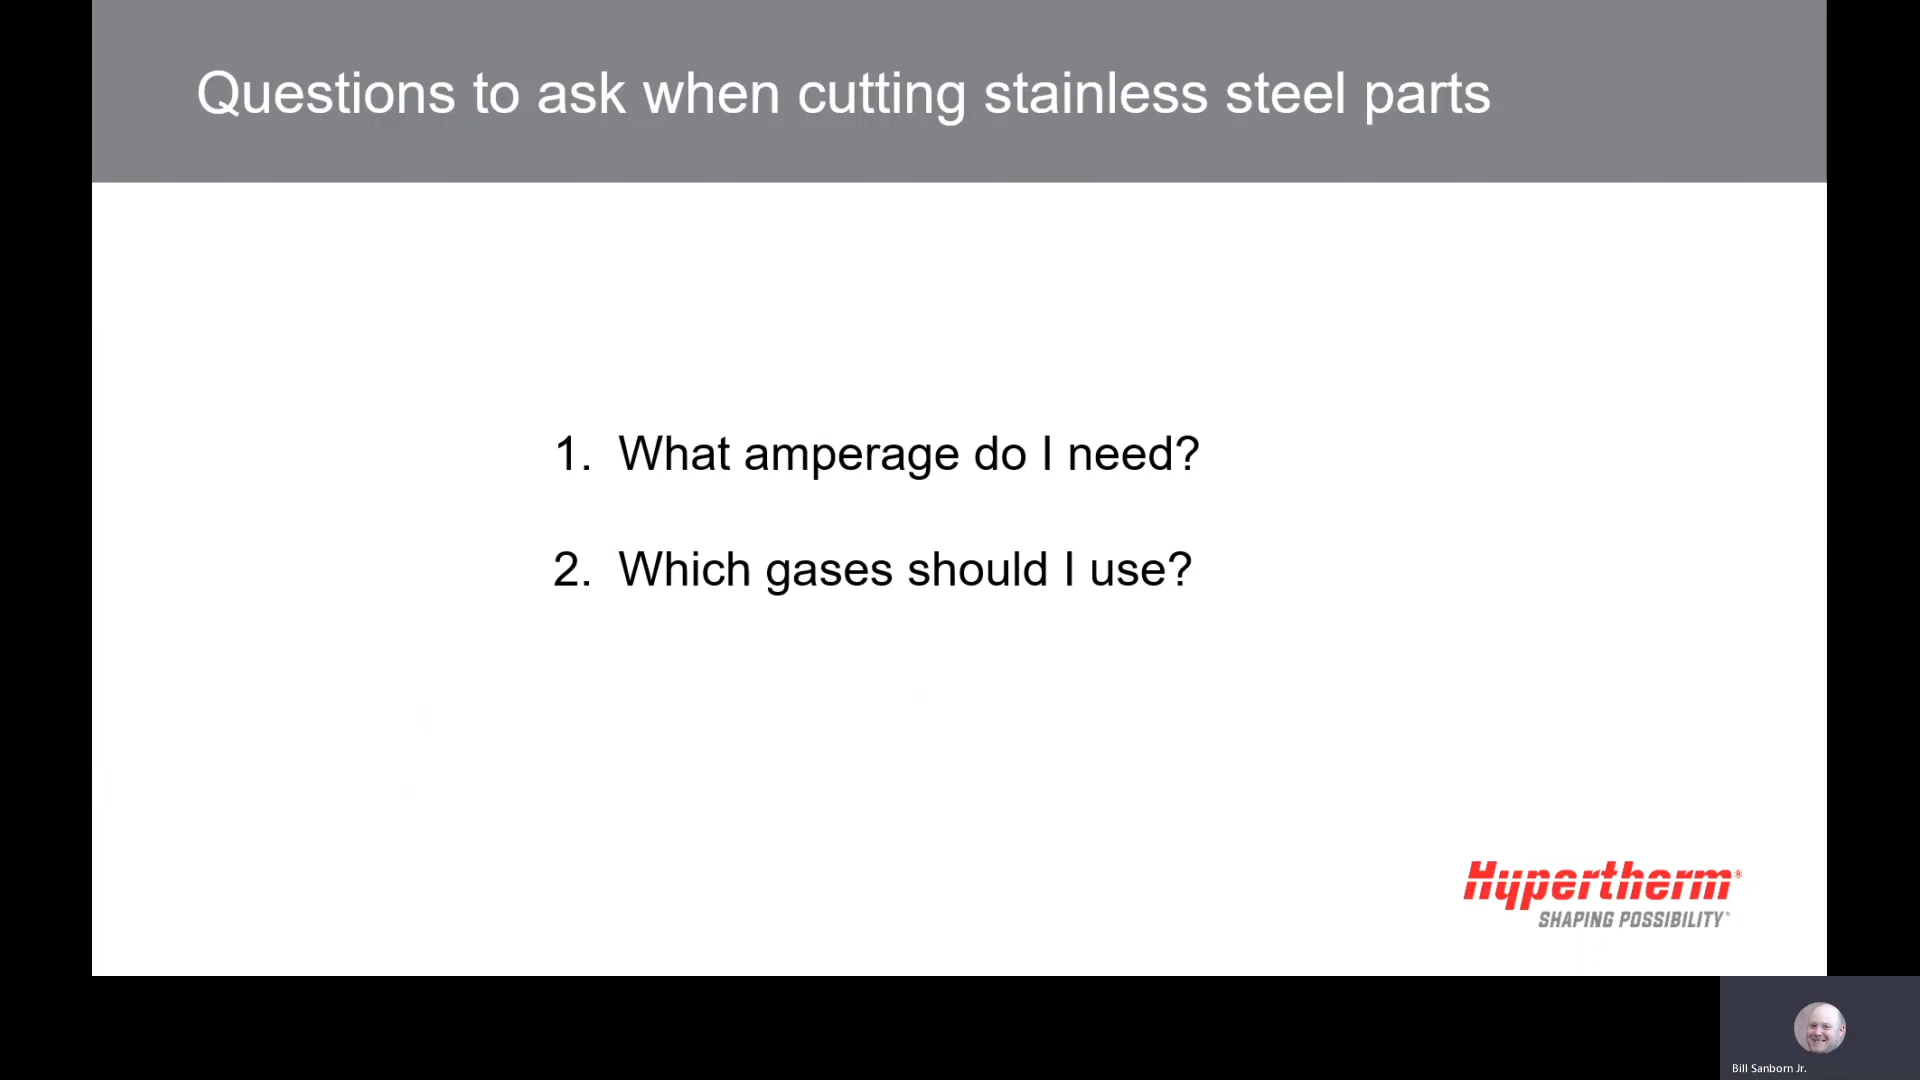 Questions to ask when cutting stainless steel parts
1. What amperage do I need?
2. Which gases should I use?
Hypertherm®
SHAPING POSSIBILITY®
Bill Sanborn Jr.